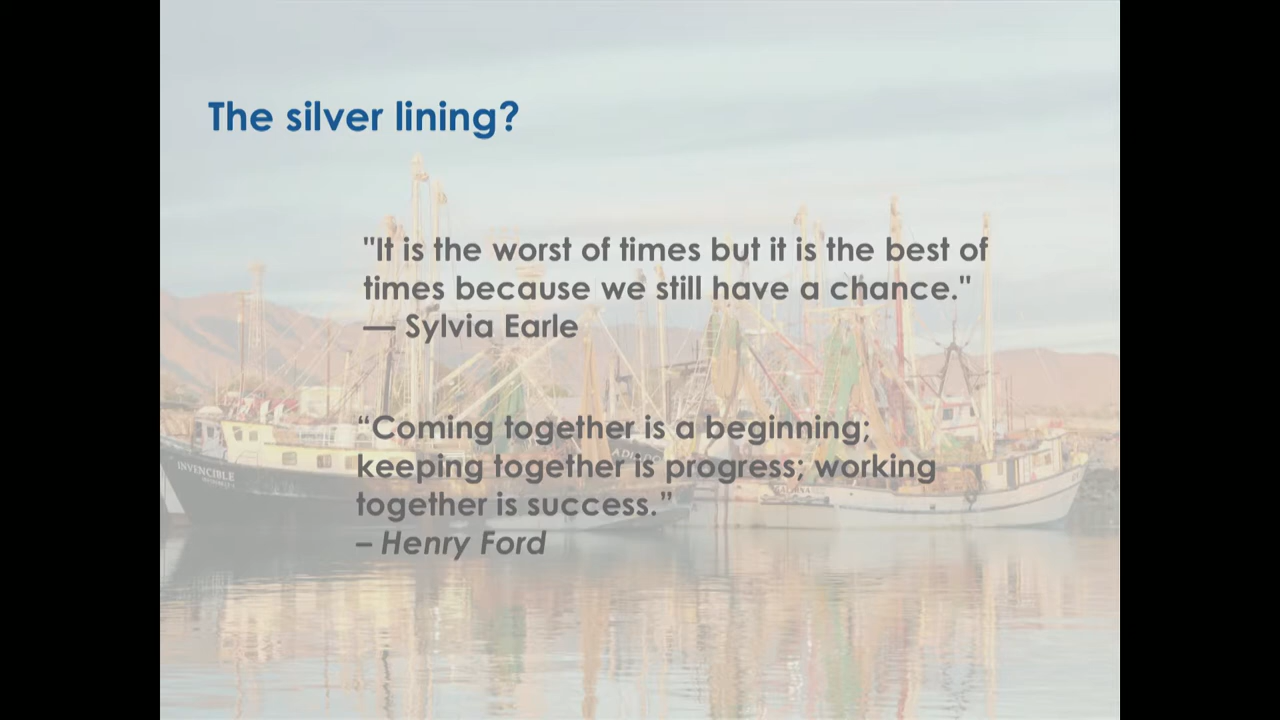 The silver lining?
"It is the worst of times but it is the best of
times because we still have a chance."
— Sylvia Earle
“Coming together is a beginning;
keeping together is progress; working
together is success.”
– Henry Ford
INVENCIBLE